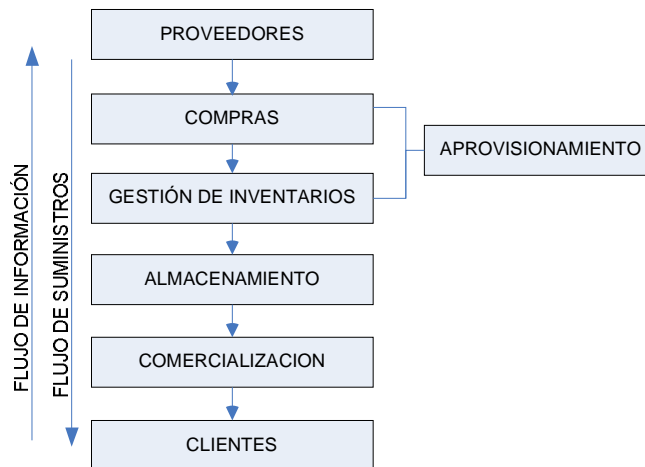 PROVEEDORES
COMPRAS
APROVISIONAMIENTO
GESTIÓN DE INVENTARIOS
ALMACENAMIENTO
COMERCIALIZACION
CLIENTES
FLUJO DE INFORMACIÓN
FLUJO DE SUMINISTROS